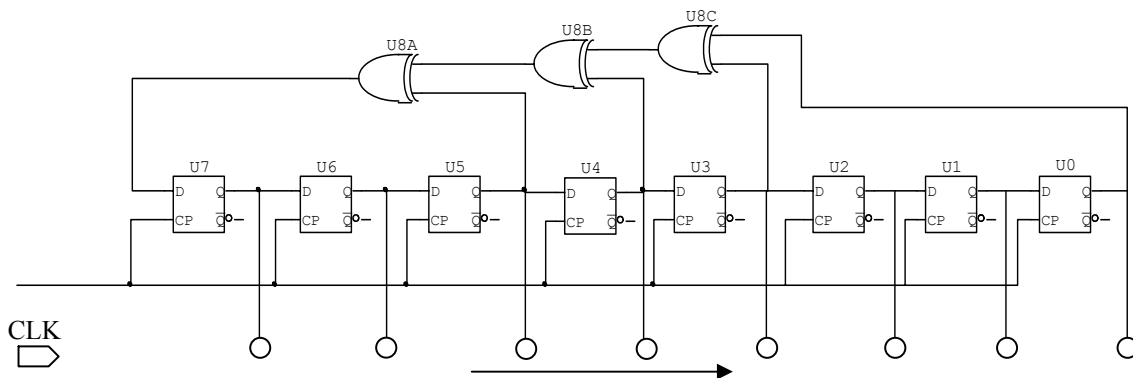 U8C
U8B
U8A
U7 U6 U5 U4 U3 U2 U1 U0
D Q D Q D Q D Q D Q D Q D Q D Q
CP Q CP Q CP Q CP Q CP Q CP Q CP Q CP Q
CLK